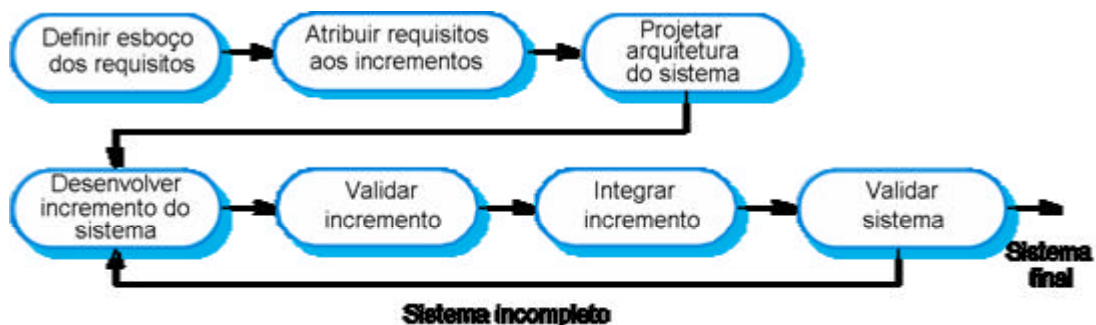 Definir esboço
dos requisitos
Atribuir requisitos
aos incrementos
Projetar
arquitetura
do sistema
Desenvolver
incremento do
sistema
Validar
incremento
Integrar
incremento
Validar
sistema
Sistema
final
Sistema incompleto